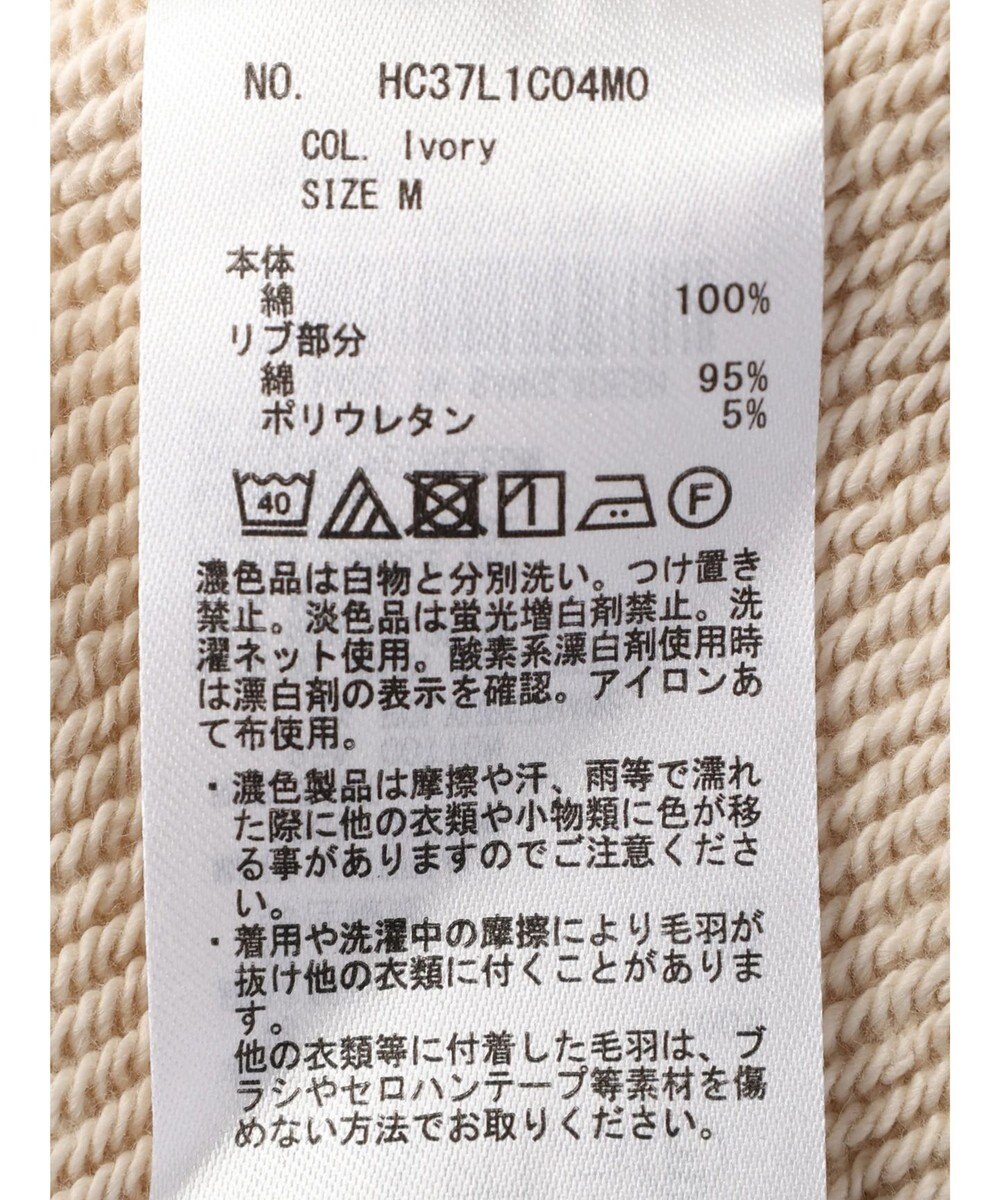 NO. HC37L1C04MO
COL. Ivory
SIZE M
本体
綿 100%
リブ部分
綿 95%
ポリウレタン 5%
40 F
濃色品は白物と分別洗い。つけ置き
禁止。淡色品は蛍光増白剤禁止。洗
濯ネット使用。酸素系漂白剤使用時
は漂白剤の表示を確認。アイロンあ
て布使用。
・濃色製品は摩擦や汗、雨等で濡れ
た際に他の衣類や小物類に色が移
る事がありますのでご注意くださ
い。
・着用や洗濯中の摩擦により毛羽が
抜け他の衣類に付くことがありま
す。
他の衣類等に付着した毛羽は、ブ
ラシやセロハンテープ等素材を傷
めない方法でお取りください。